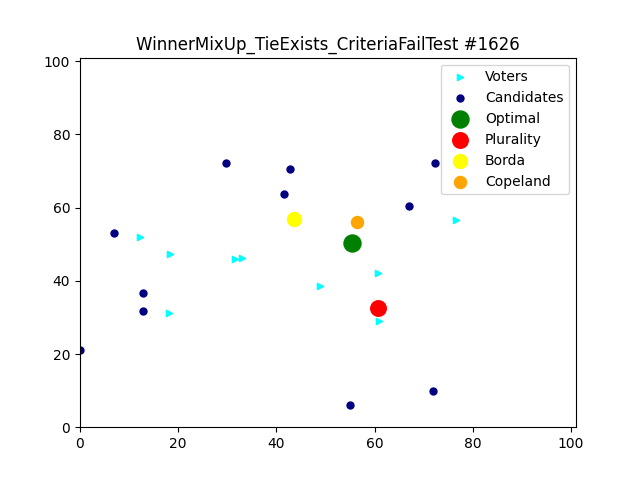 WinnerMixUp_TieExists_CriteriaFailTest #1626
Voters
Candidates
Optimal
Plurality
Borda
Copeland
100
80
60
40
20
0
0 20 40 60 80 100